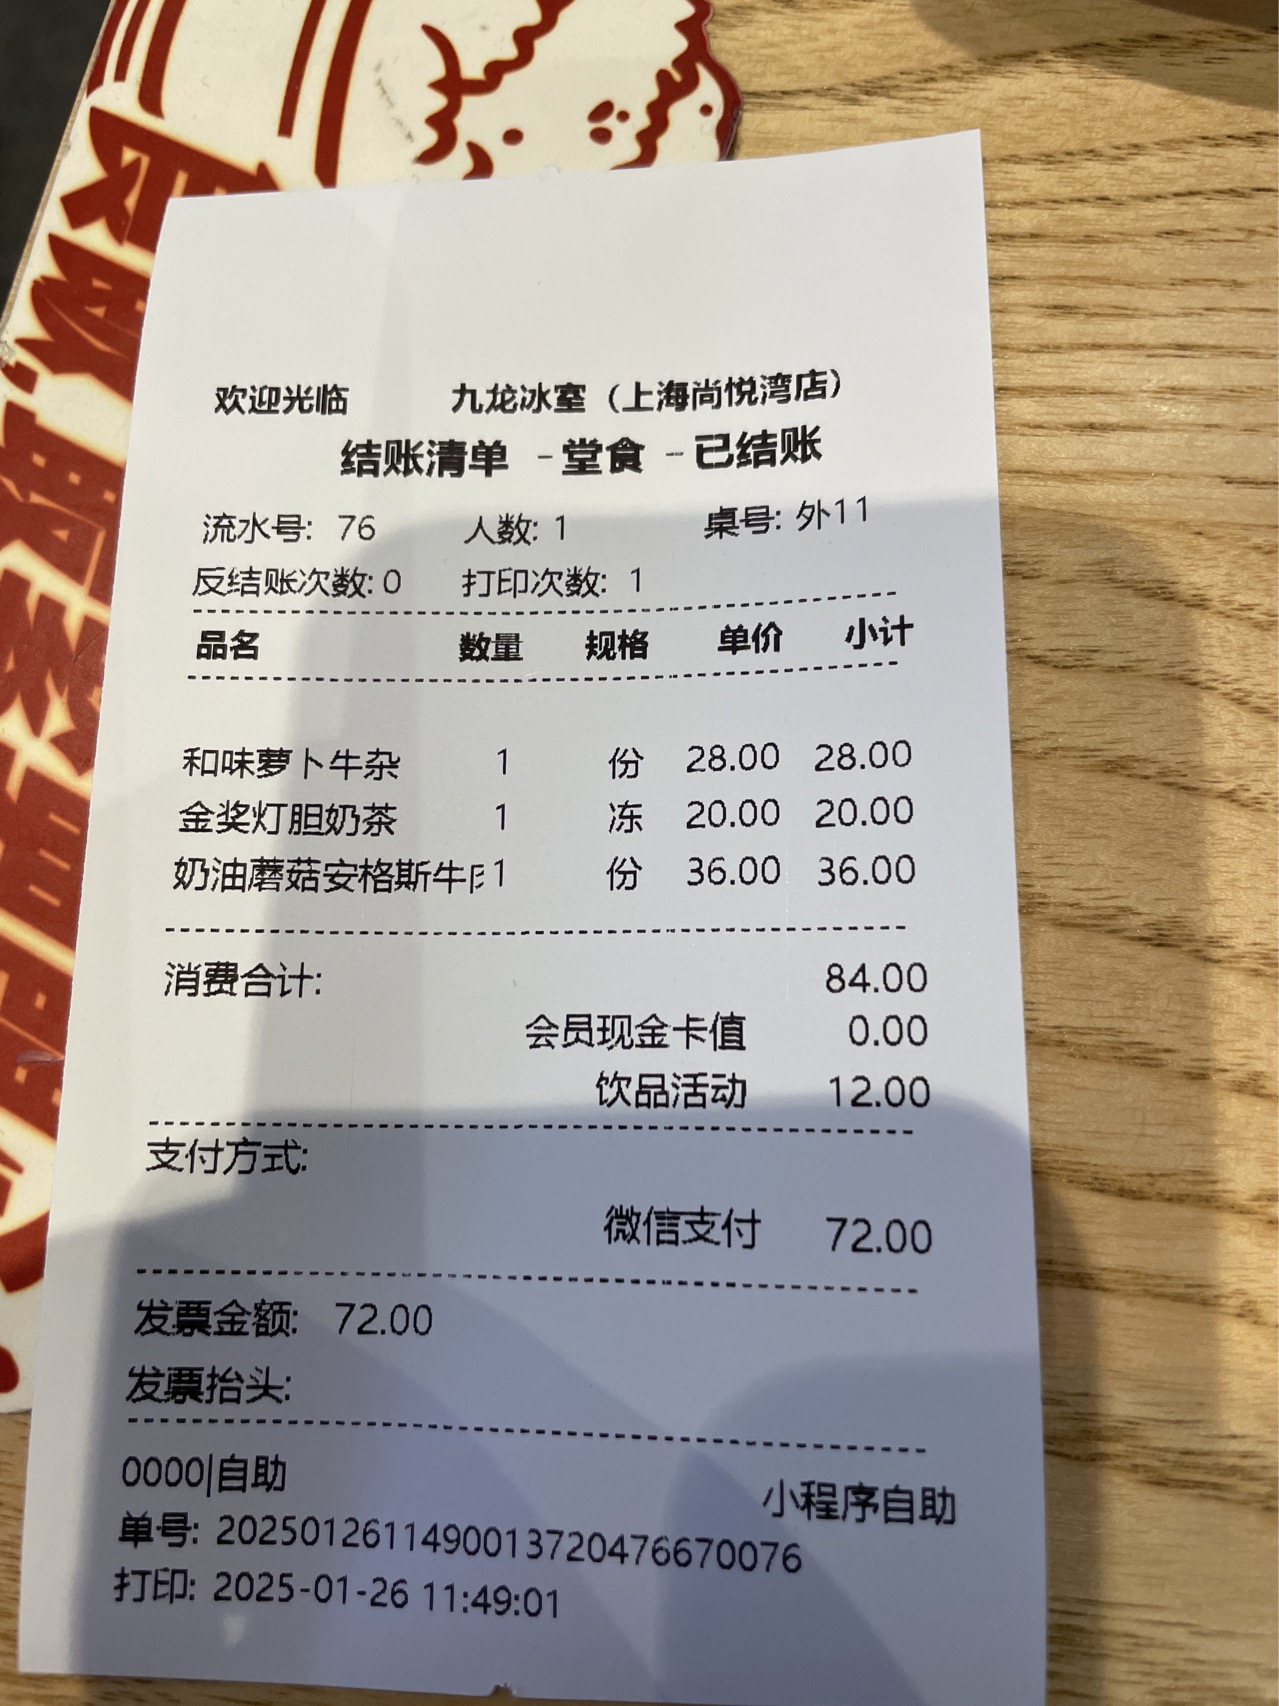 欢迎光临 九龙冰室（上海尚悦湾店）
结账清单 -堂食 -已结账
流水号: 76 人数: 1 桌号: 外11
反结账次数: 0 打印次数: 1
品名 数量 规格 单价 小计
和味萝卜牛杂 1 份 28.00 28.00
金奖灯胆奶茶 1 冻 20.00 20.00
奶油蘑菇安格斯牛 1 份 36.00 36.00
消费合计: 84.00
会员现金卡值 0.00
饮品活动 12.00
支付方式:
微信支付 72.00
发票金额: 72.00
发票抬头:
0000|自助 小程序自助
单号: 2025012611490013720476670076
打印: 2025-01-26 11:49:01